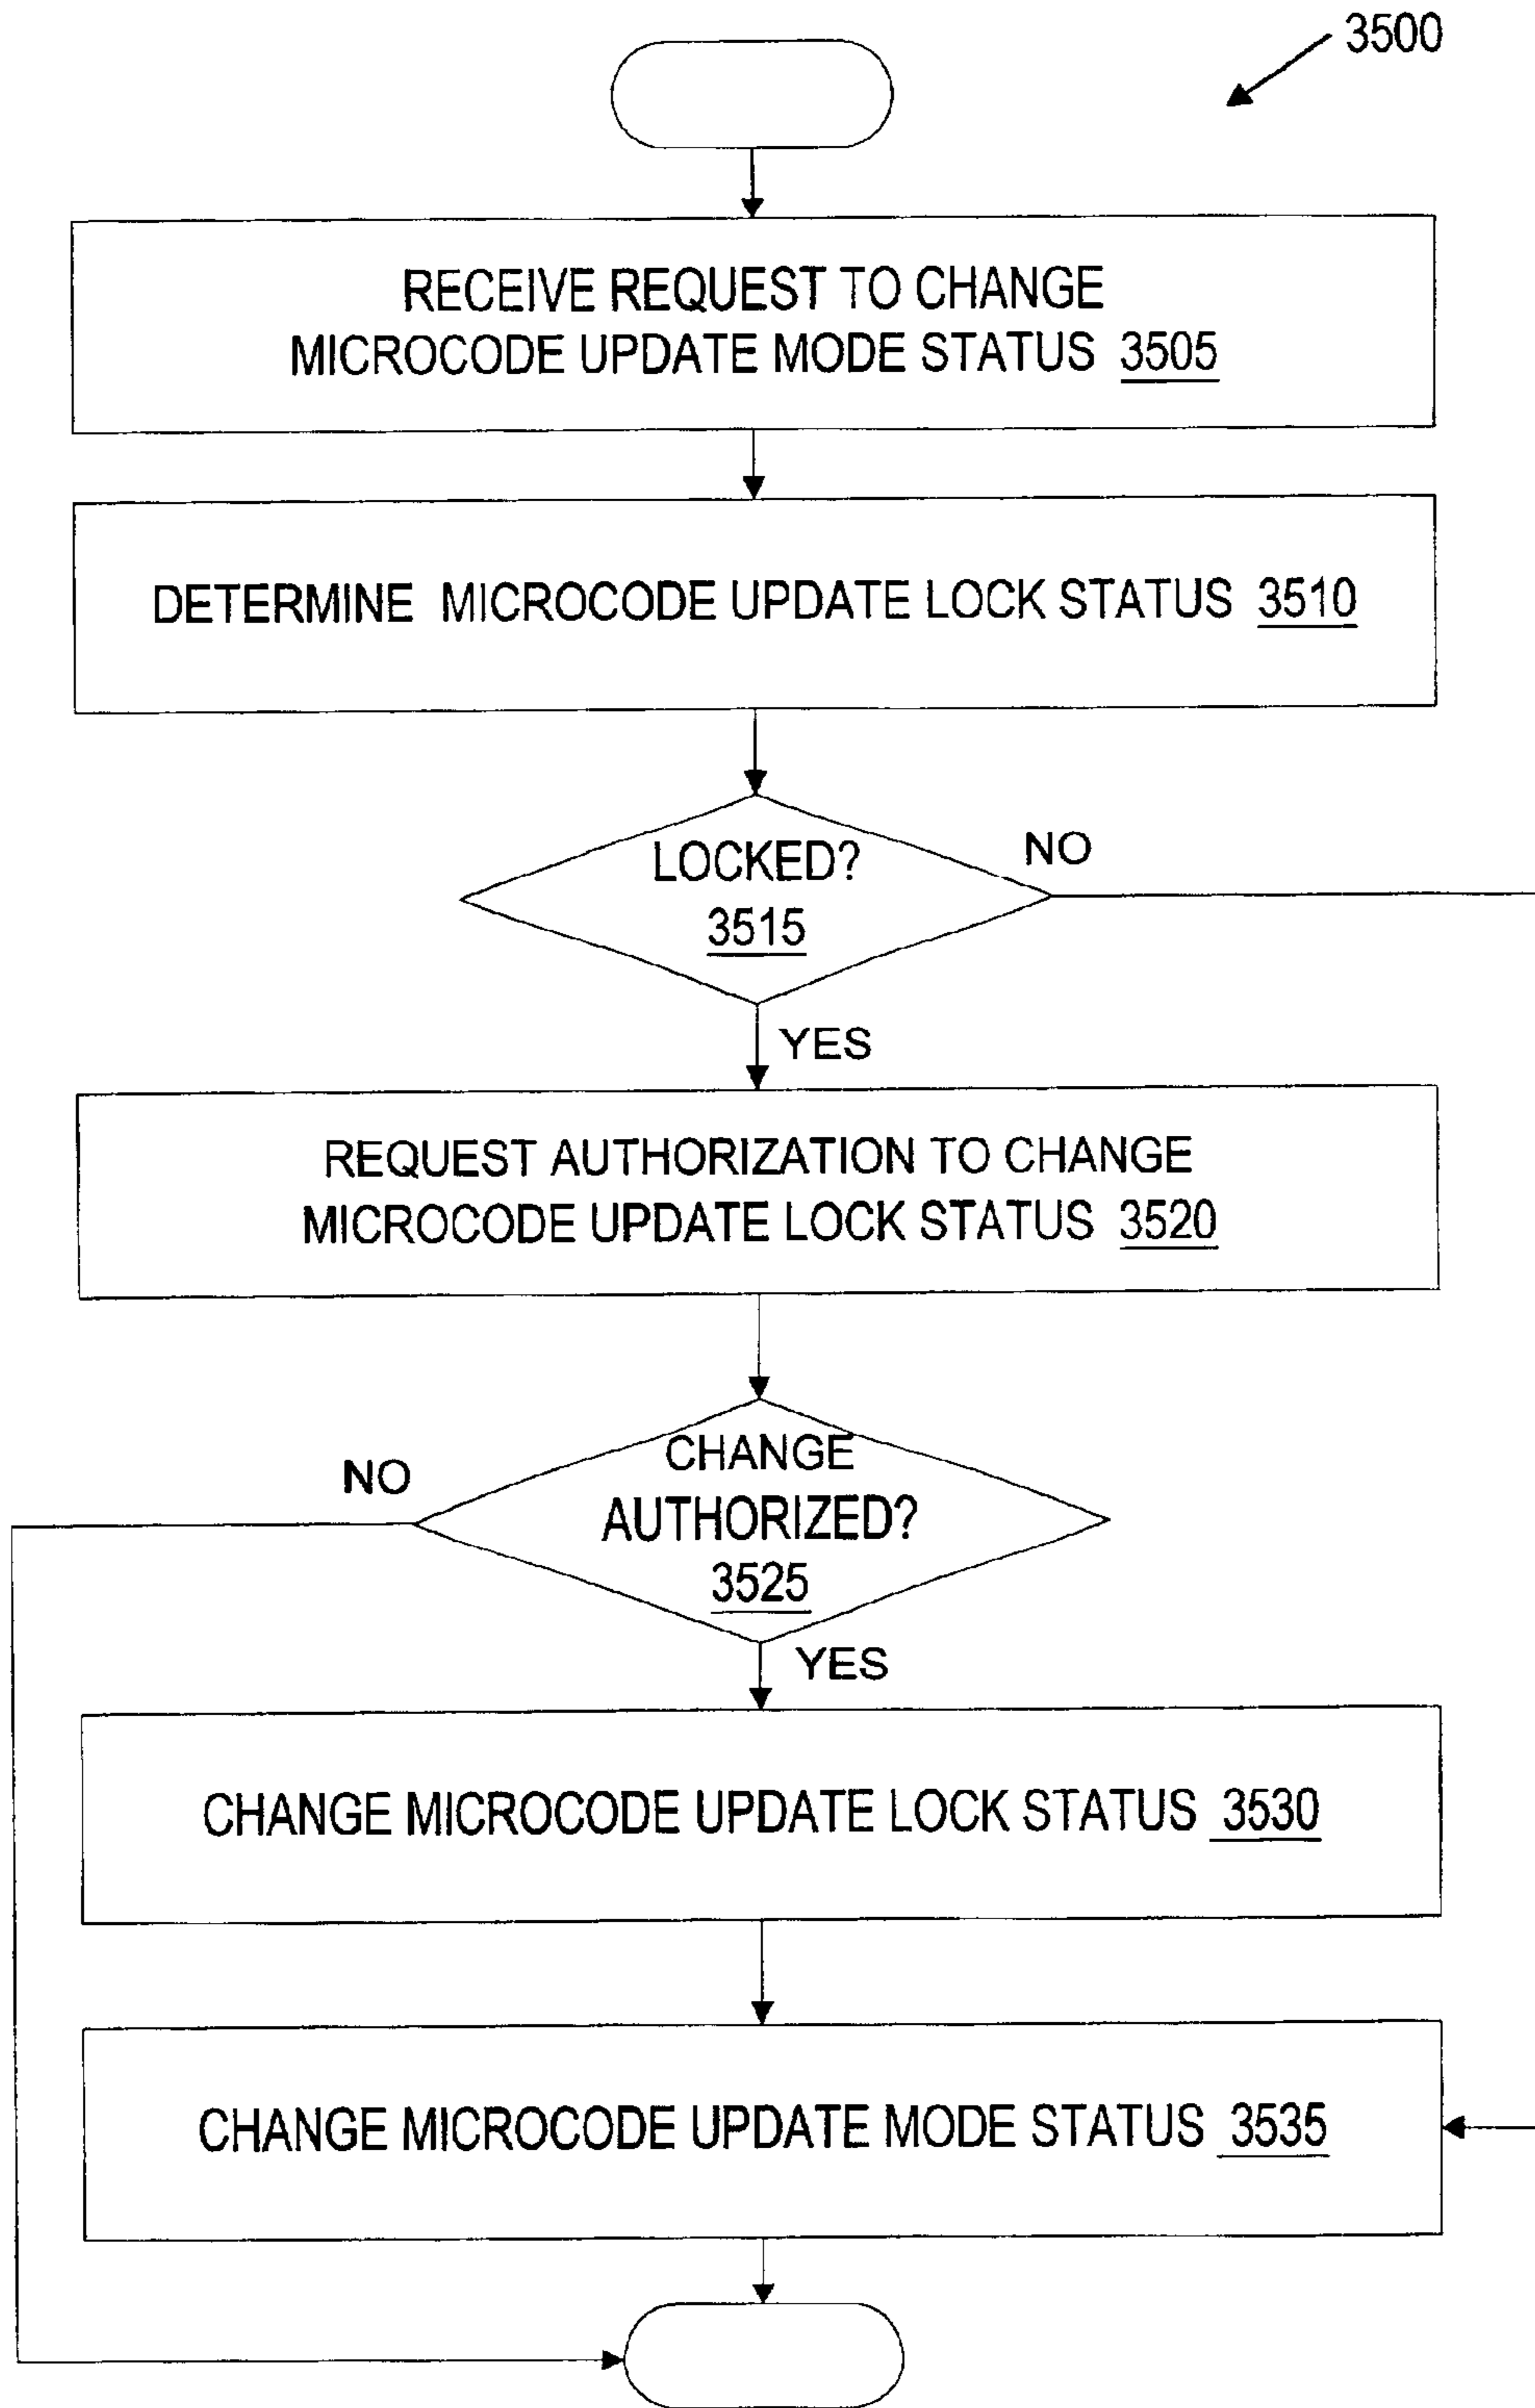 3500
RECEIVE REQUEST TO CHANGE
MICROCODE UPDATE MODE STATUS 3505
DETERMINE MICROCODE UPDATE LOCK STATUS 3510
LOCKED?
3515
NO
YES
REQUEST AUTHORIZATION TO CHANGE
MICROCODE UPDATE LOCK STATUS 3520
CHANGE
AUTHORIZED?
3525
NO
YES
CHANGE MICROCODE UPDATE LOCK STATUS 3530
CHANGE MICROCODE UPDATE MODE STATUS 3535